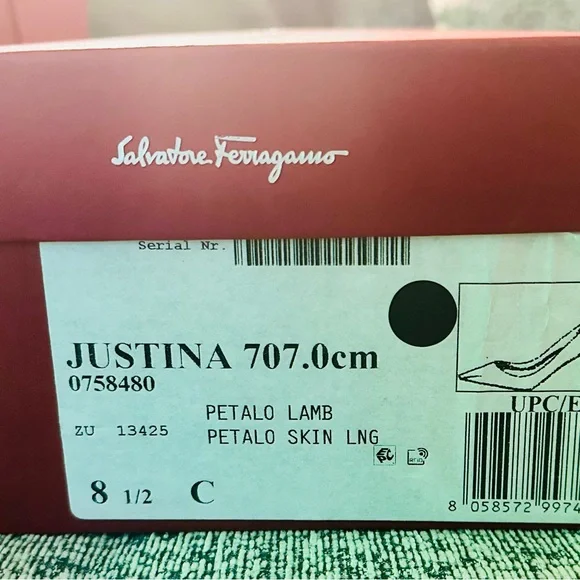 Salvatore Ferragamo
Serial Nr.
JUSTINA 707.0cm
0758480
PETALO LAMB
ZU 13425 PETALO SKIN LNG
UPC/E
8 1/2 C
8 058572 9974